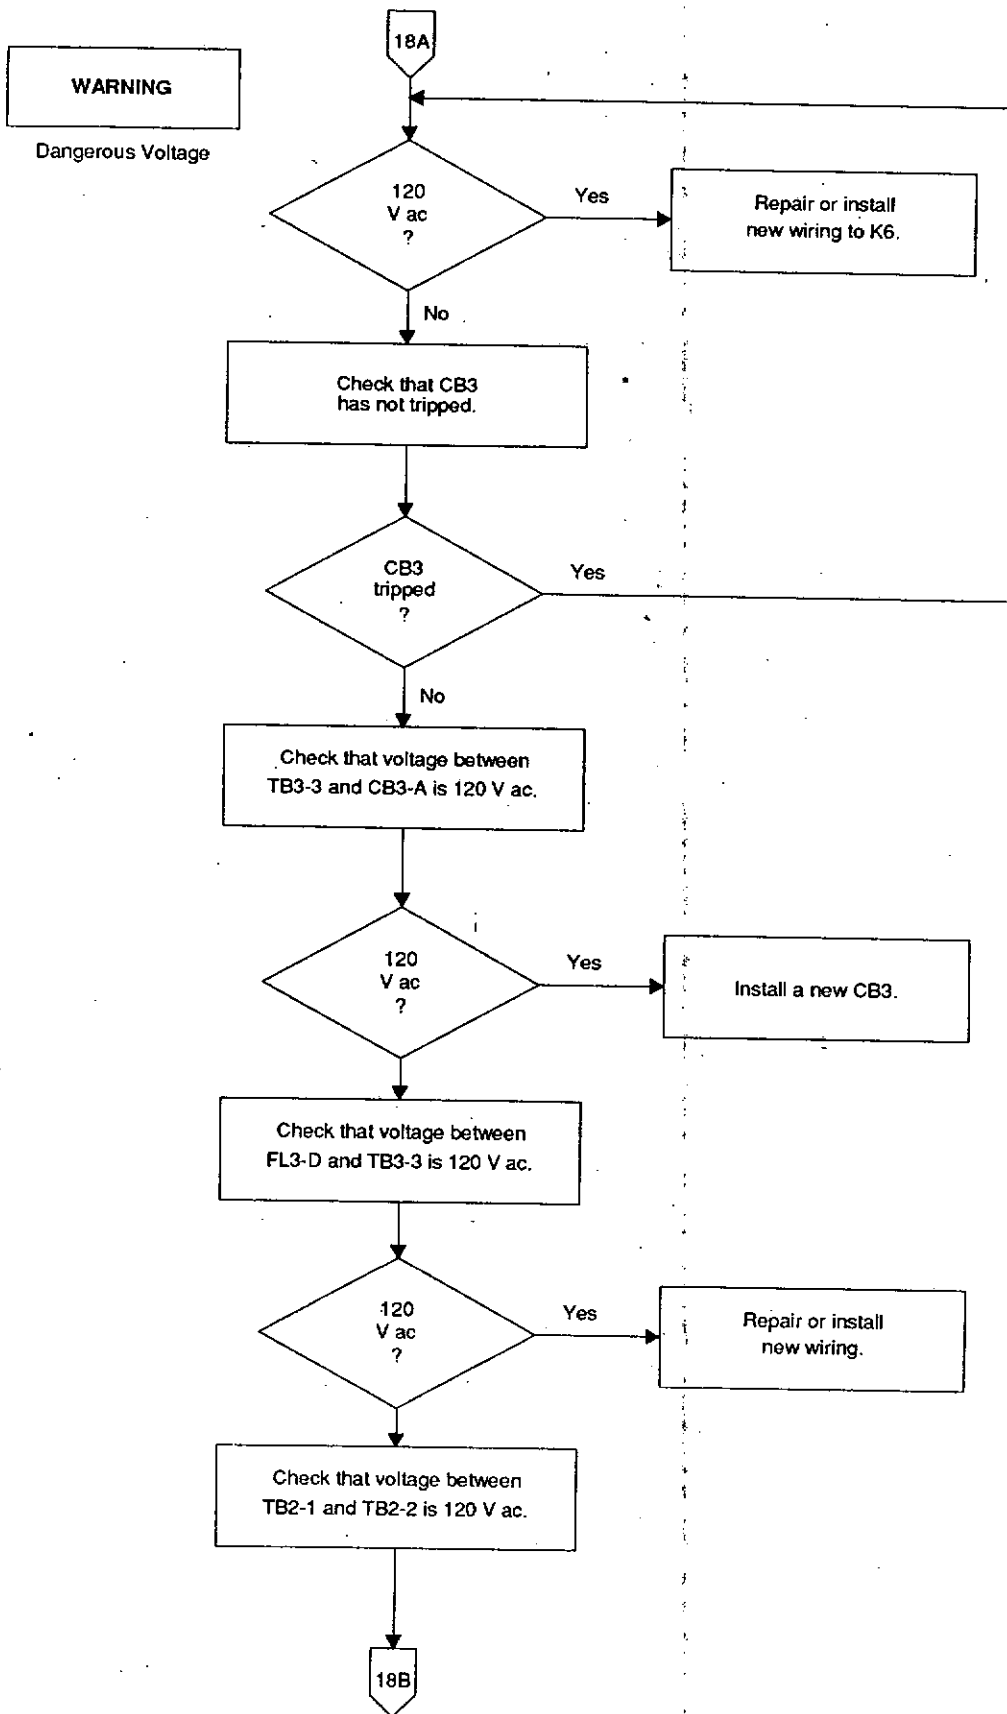 18A
WARNING
Dangerous Voltage
120
V ac
?
Yes
Repair or install
new wiring to K6.
No
Check that CB3
has not tripped.
CB3
tripped
?
Yes
No
Check that voltage between
TB3-3 and CB3-A is 120 V ac.
120
V ac
?
Yes
Install a new CB3.
Check that voltage between
FL3-D and TB3-3 is 120 V ac.
120
V ac
?
Yes
Repair or install
new wiring.
Check that voltage between
TB2-1 and TB2-2 is 120 V ac.
18B